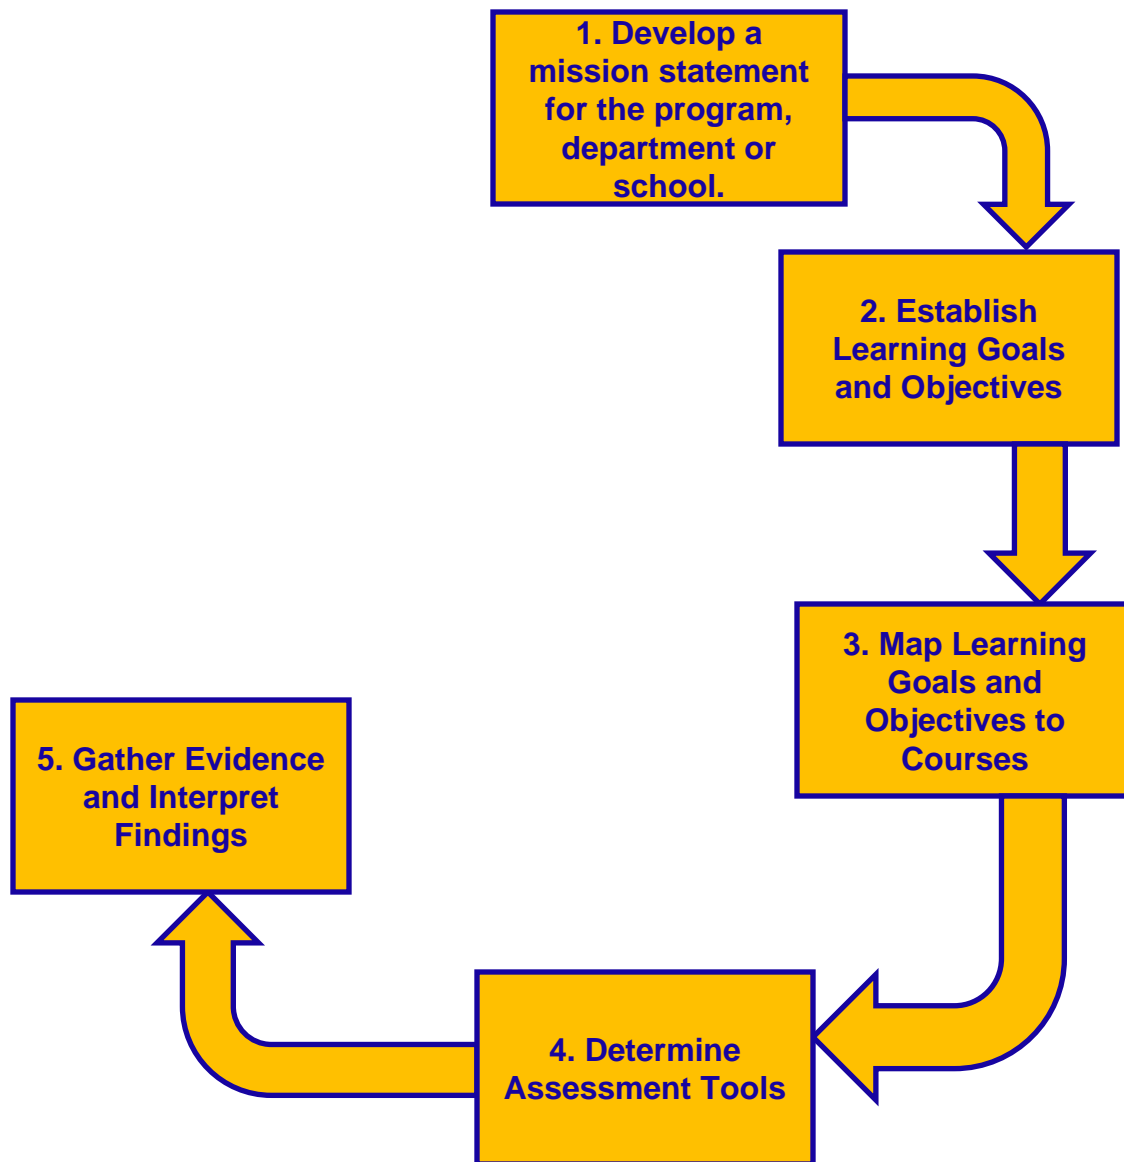 1. Develop a
mission statement
for the program,
department or
school.
2. Establish
Learning Goals
and Objectives
3. Map Learning
Goals and
Objectives to
Courses
5. Gather Evidence
and Interpret
Findings
4. Determine
Assessment Tools